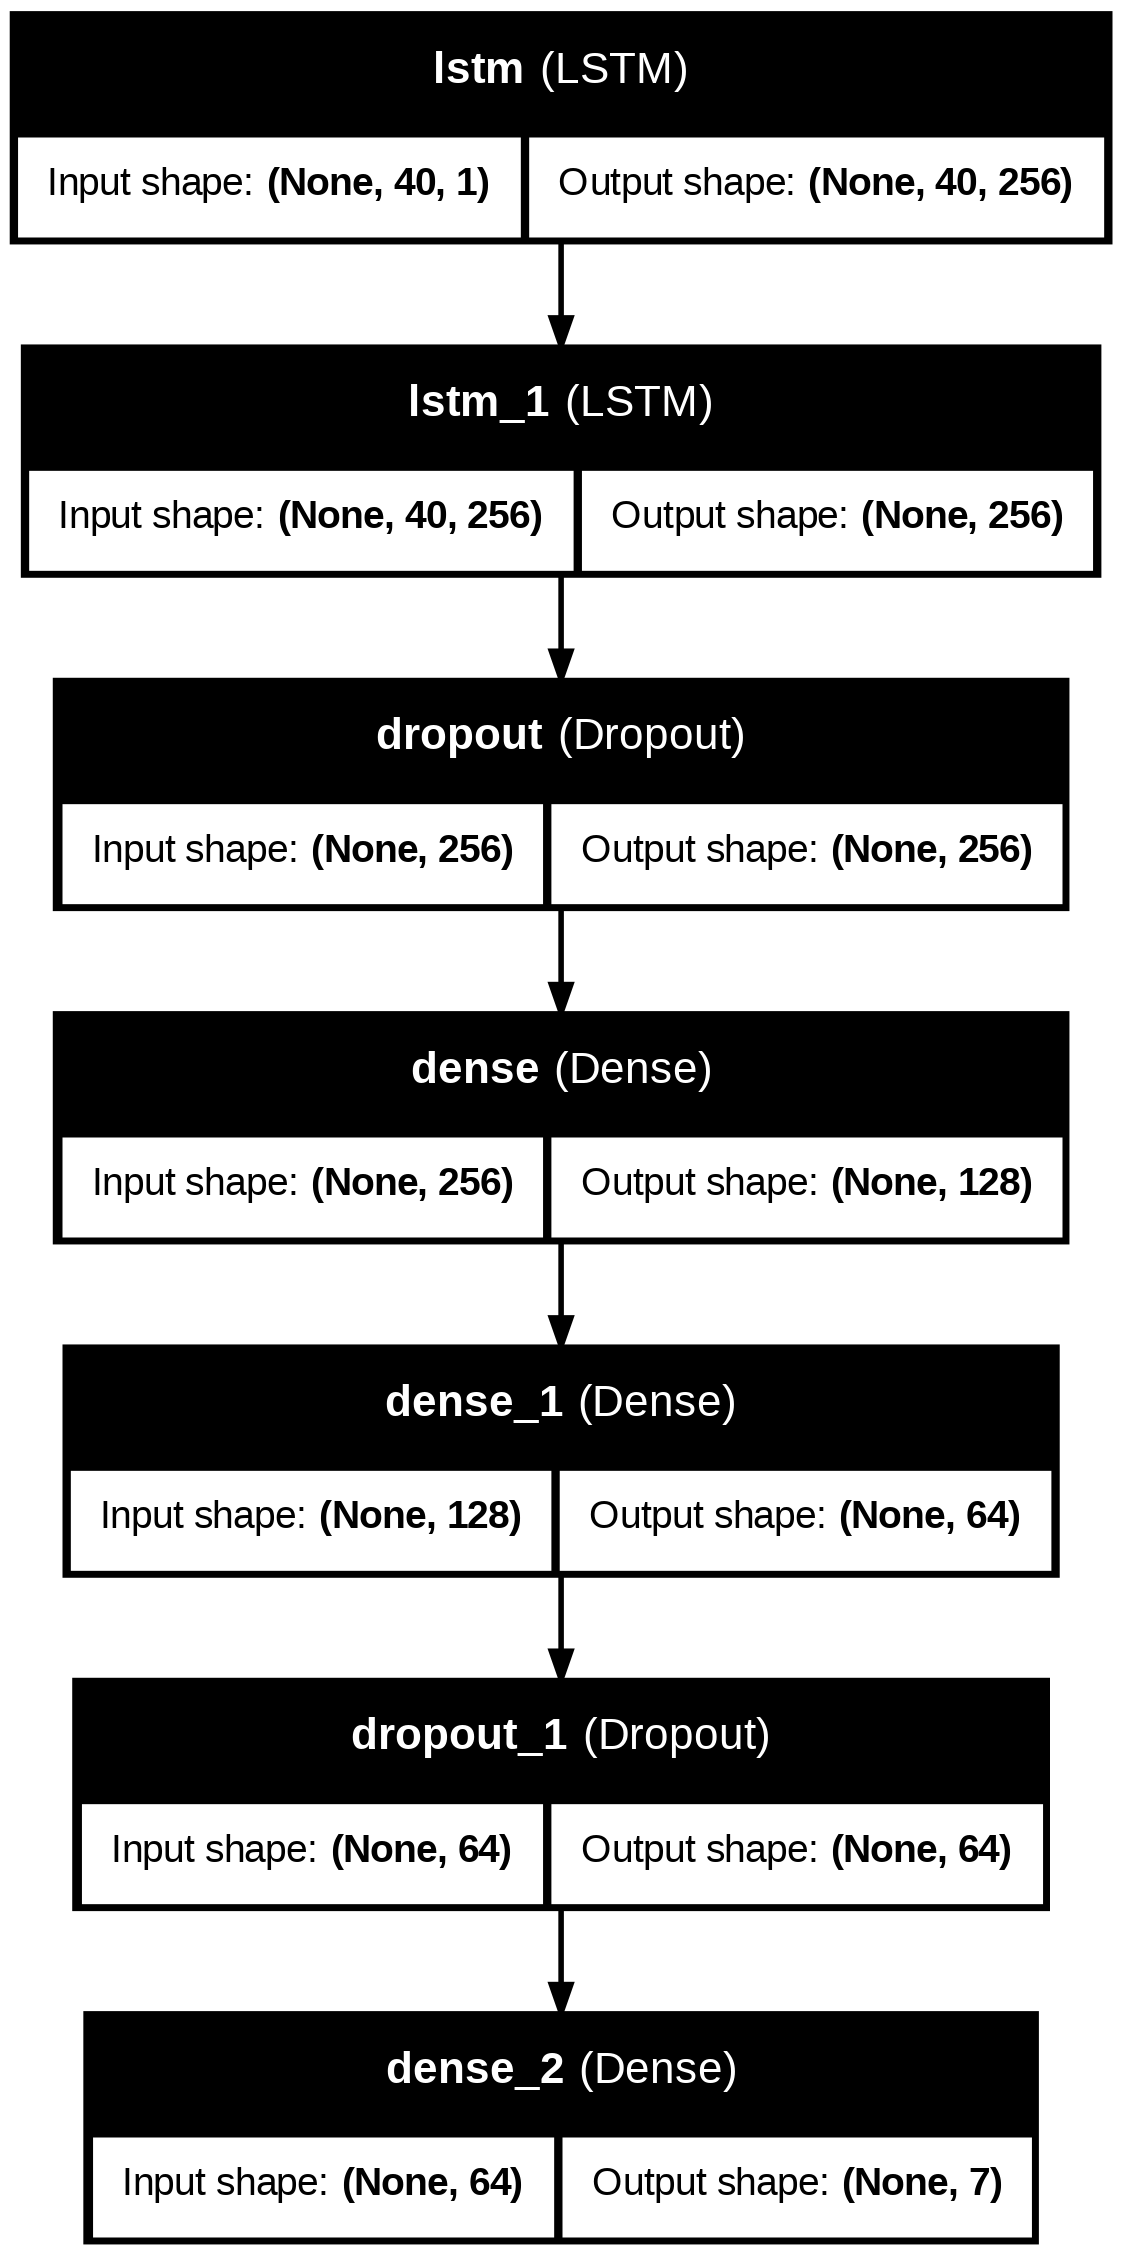 lstm (LSTM)
Input shape: (None, 40, 1) Output shape: (None, 40, 256)
lstm_1 (LSTM)
Input shape: (None, 40, 256) Output shape: (None, 256)
dropout (Dropout)
Input shape: (None, 256) Output shape: (None, 256)
dense (Dense)
Input shape: (None, 256) Output shape: (None, 128)
dense_1 (Dense)
Input shape: (None, 128) Output shape: (None, 64)
dropout_1 (Dropout)
Input shape: (None, 64) Output shape: (None, 64)
dense_2 (Dense)
Input shape: (None, 64) Output shape: (None, 7)